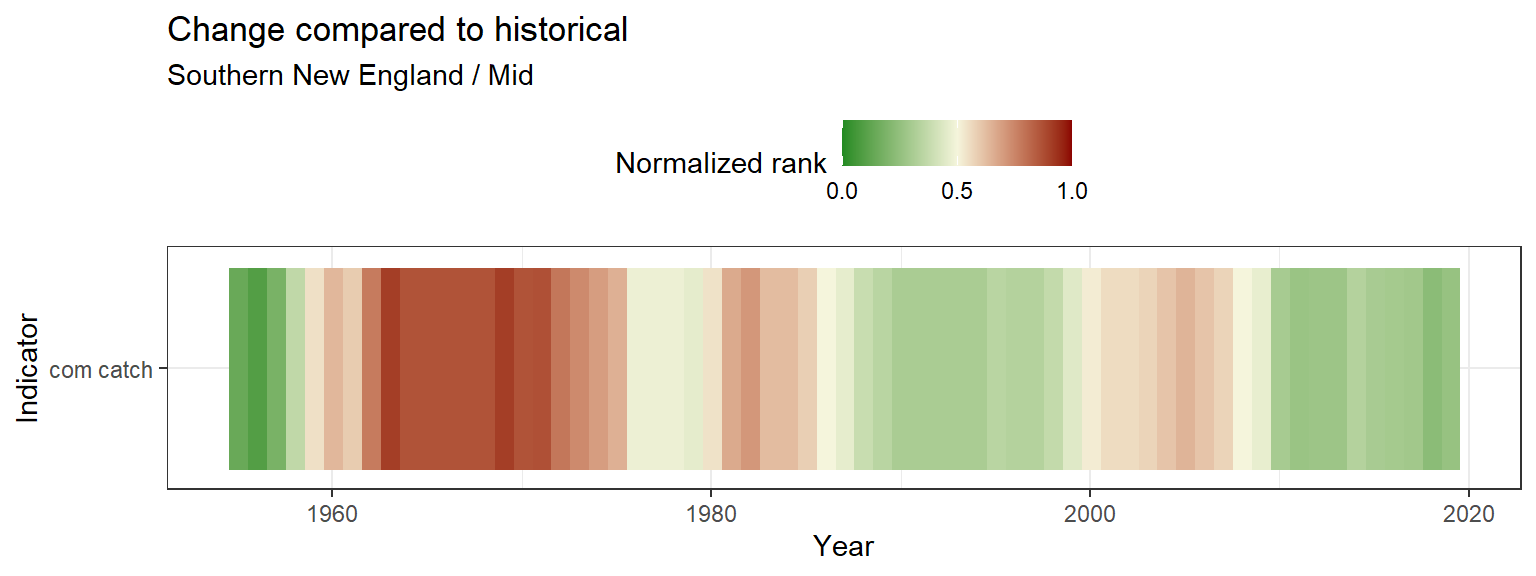 Change compared to historical
Southern New England / Mid
Normalized rank
0.0 0.5 1.0
Indicator
com catch
1960 1980 2000 2020
Year